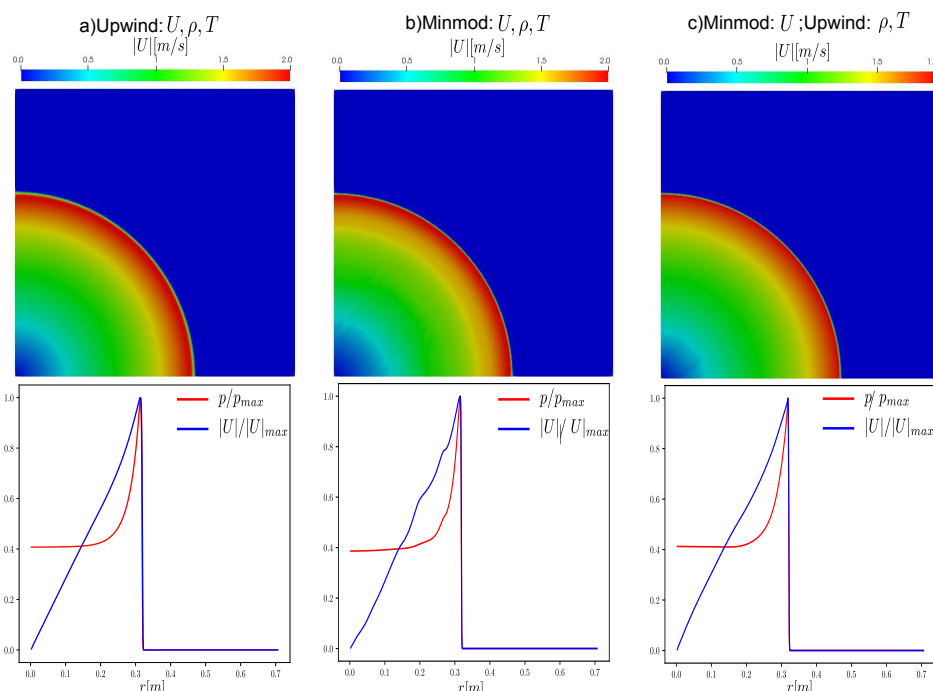 a)Upwind: U, ρ, T
|U|[m/s]
0.0 0.5 1.0 1.5 2.0
b)Minmod: U, ρ, T
|U|[m/s]
0.0 0.5 1.0 1.5 2.0
c)Minmod: U ;Upwind: ρ, T
|U|[m/s]
0.0 0.5 1.0 1.5
1.0
0.8
0.6
0.4
0.2
0.0
p/p_max
|U|/|U|_max
0.0 0.1 0.2 0.3 0.4 0.5 0.6 0.7
r[m]
1.0
0.8
0.6
0.4
0.2
0.0
p/p_max
|U|/ U|_max
0.0 0.1 0.2 0.3 0.4 0.5 0.6 0.7
r[m]
1.0
0.8
0.6
0.4
0.2
0.0
p/ p_max
|U|/|U|_max
0.0 0.1 0.2 0.3 0.4 0.5 0.6 0.7
r[m]